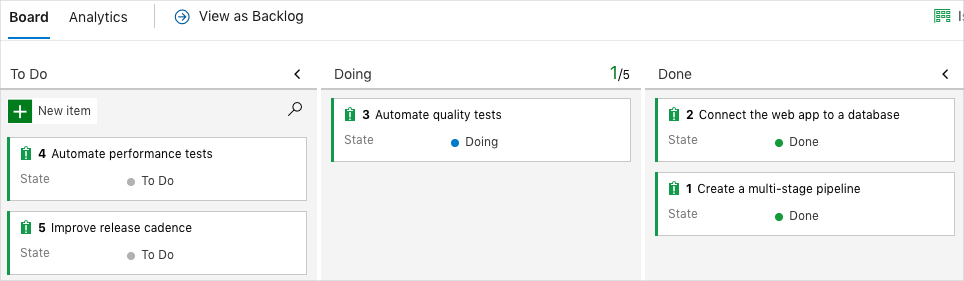 Board Analytics View as Backlog
To Do
New item
4 Automate performance tests
State To Do
5 Improve release cadence
State To Do
Doing 1/5
3 Automate quality tests
State Doing
Done
2 Connect the web app to a database
State Done
1 Create a multi-stage pipeline
State Done